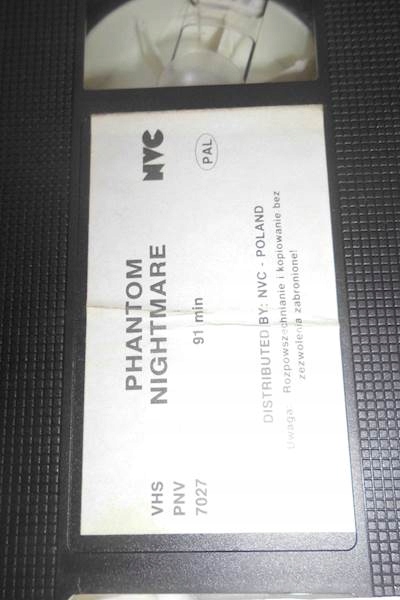 VHS
PNV
7027
PHANTOM
NIGHTMARE
91 min
NVC
PAL
DISTRIBUTED BY: NVC - POLAND
Uwaga: Rozpowszechnianie i kopiowanie bez
zezwolenia zabronione!